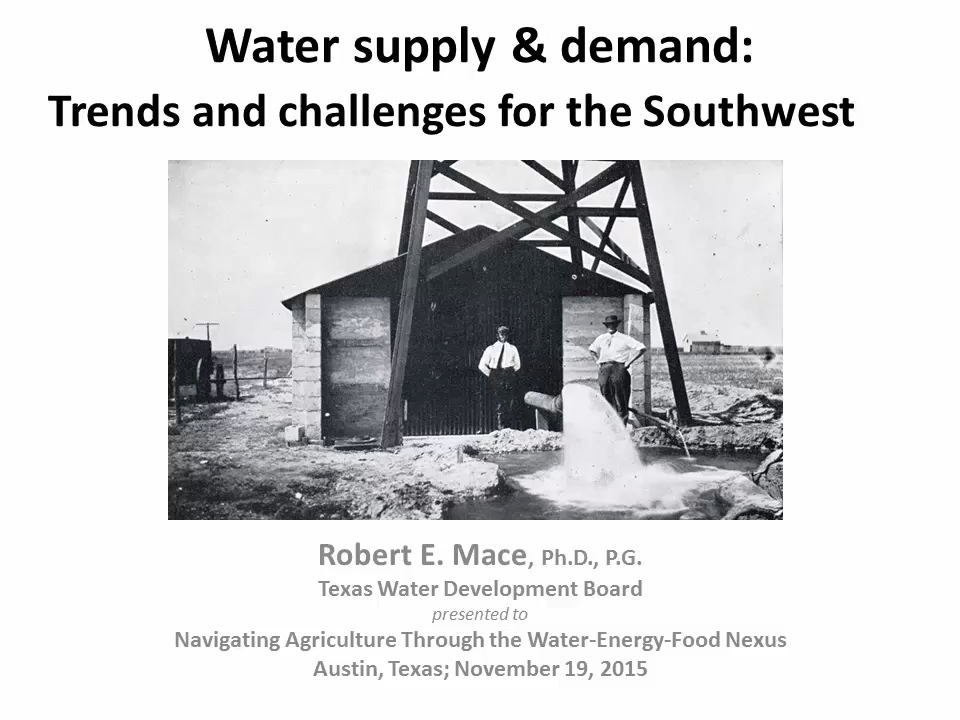 Water supply & demand:
Trends and challenges for the Southwest
Robert E. Mace, Ph.D., P.G.
Texas Water Development Board
presented to
Navigating Agriculture Through the Water-Energy-Food Nexus
Austin, Texas; November 19, 2015